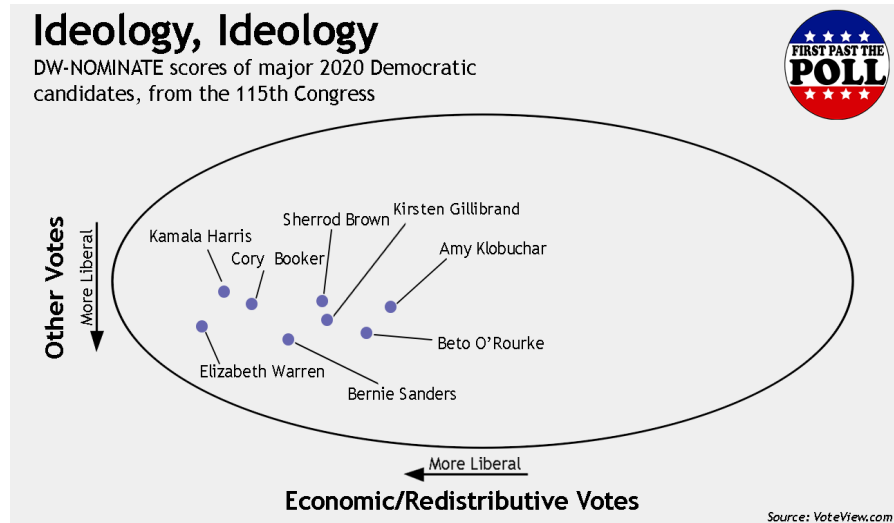 Ideology, Ideology
DW-NOMINATE scores of major 2020 Democratic
candidates, from the 115th Congress
FIRST PAST THE
POLL
Kirsten Gillibrand
Sherrod Brown
Kamala Harris
Amy Klobuchar
Cory Booker
Other Votes
More Liberal
Beto O'Rourke
Elizabeth Warren
Bernie Sanders
More Liberal
Economic/Redistributive Votes
Source: VoteView.com